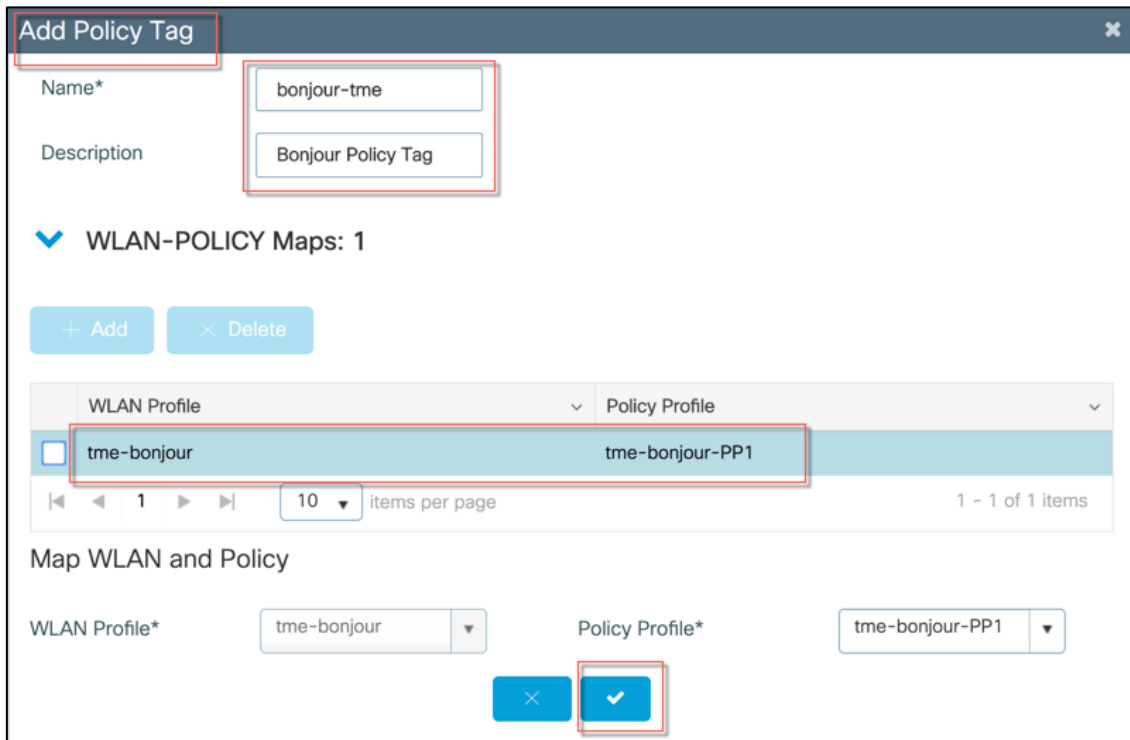 Add Policy Tag
Name* bonjour-tme
Description Bonjour Policy Tag
WLAN-POLICY Maps: 1
+ Add × Delete
WLAN Profile Policy Profile
tme-bonjour tme-bonjour-PP1
1 10 items per page 1 - 1 of 1 items
Map WLAN and Policy
WLAN Profile* tme-bonjour Policy Profile* tme-bonjour-PP1